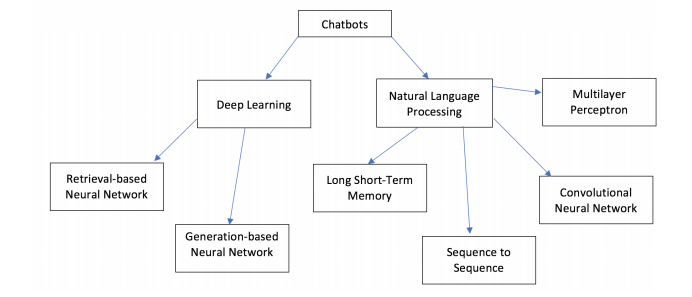 Chatbots
Deep Learning
Natural Language
Processing
Multilayer
Perceptron
Retrieval-based
Neural Network
Long Short-Term
Memory
Convolutional
Neural Network
Generation-based
Neural Network
Sequence to
Sequence